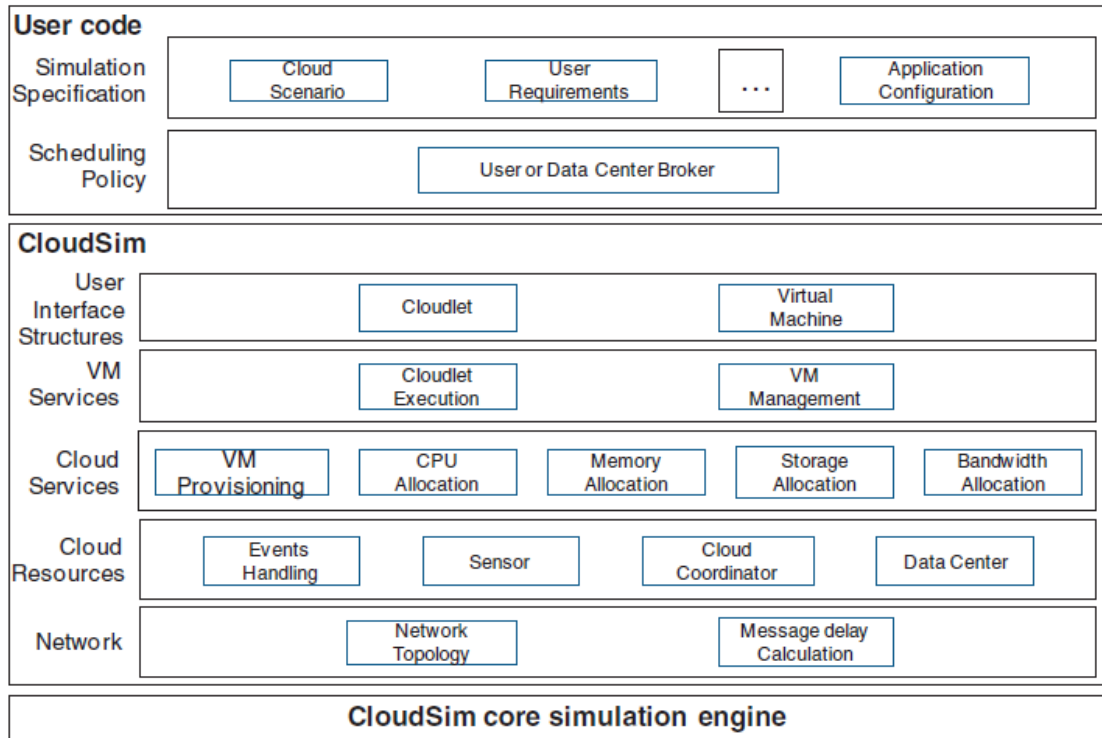 User code
Simulation
Specification
Cloud
Scenario
User
Requirements
...
Application
Configuration
Scheduling
Policy
User or Data Center Broker
CloudSim
User
Interface
Structures
Cloudlet
Virtual
Machine
VM
Services
Cloudlet
Execution
VM
Management
Cloud
Services
VM
Provisioning
CPU
Allocation
Memory
Allocation
Storage
Allocation
Bandwidth
Allocation
Cloud
Resources
Events
Handling
Sensor
Cloud
Coordinator
Data Center
Network
Network
Topology
Message delay
Calculation
CloudSim core simulation engine